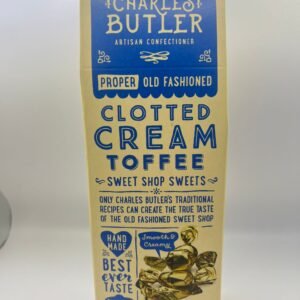 CHARLES
BUTLER
ARTISAN CONFECTIONER
PROPER OLD FASHIONED
CLOTTED
CREAM
TOFFEE
SWEET SHOP SWEETS
ONLY CHARLES BUTLER'S TRADITIONAL
RECIPES CAN CREATE THE TRUE TASTE
OF THE OLD FASHIONED SWEET SHOP
HAND
MADE
BEST
ever
TASTE
Smooth &
Creamy